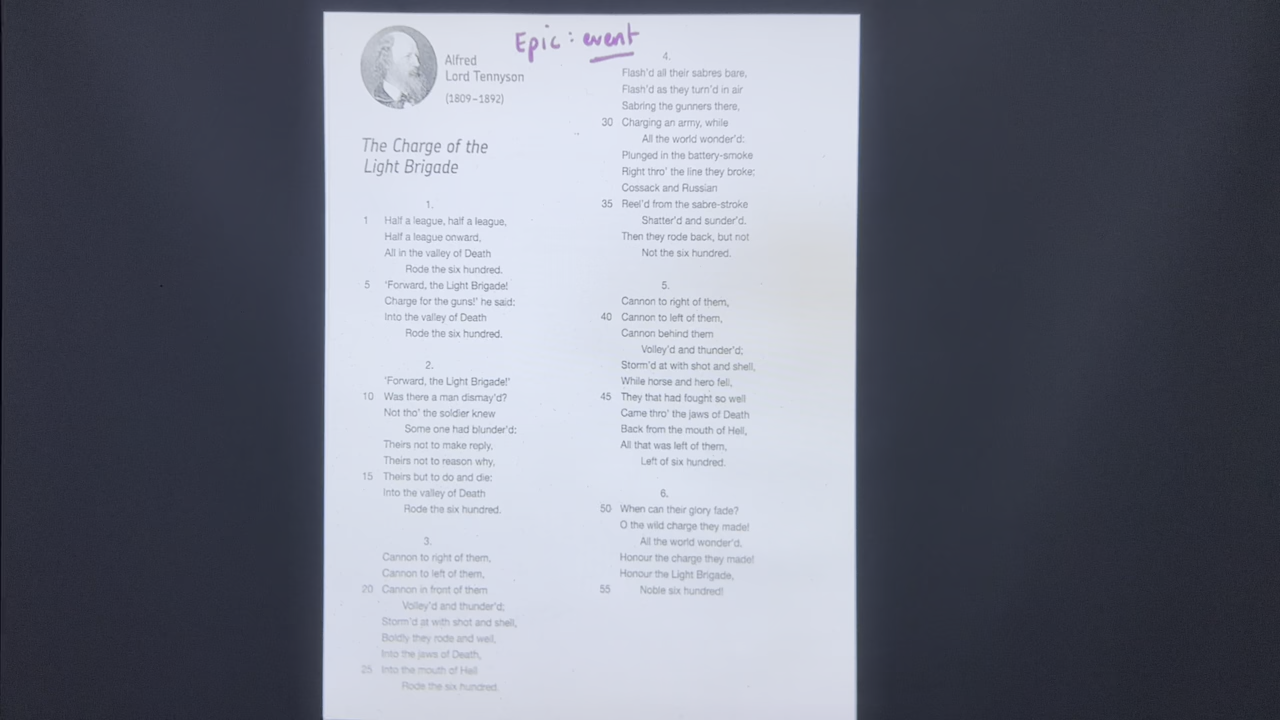 Epic : event
Alfred
Lord Tennyson
(1809–1892)
The Charge of the
Light Brigade
1.
1 Half a league, half a league,
Half a league onward,
All in the valley of Death
Rode the six hundred.
5 'Forward, the Light Brigade!
Charge for the guns!' he said:
Into the valley of Death
Rode the six hundred.
2.
'Forward, the Light Brigade!'
10 Was there a man dismay'd?
Not tho' the soldier knew
Some one had blunder'd:
Theirs not to make reply,
Theirs not to reason why,
15 Theirs but to do and die:
Into the valley of Death
Rode the six hundred.
3.
Cannon to right of them,
Cannon to left of them,
20 Cannon in front of them
Volley'd and thunder'd;
Storm'd at with shot and shell,
Boldly they rode and well,
Into the jaws of Death,
25 Into the mouth of Hell
Rode the six hundred.
4.
Flash'd all their sabres bare,
Flash'd as they turn'd in air
Sabring the gunners there,
30 Charging an army, while
All the world wonder'd:
Plunged in the battery-smoke
Right thro' the line they broke;
Cossack and Russian
35 Reel'd from the sabre-stroke
Shatter'd and sunder'd.
Then they rode back, but not
Not the six hundred.
5.
Cannon to right of them,
40 Cannon to left of them,
Cannon behind them
Volley'd and thunder'd;
Storm'd at with shot and shell,
While horse and hero fell,
45 They that had fought so well
Came thro' the jaws of Death
Back from the mouth of Hell,
All that was left of them,
Left of six hundred.
6.
50 When can their glory fade?
O the wild charge they made!
All the world wonder'd.
Honour the charge they made!
Honour the Light Brigade,
55 Noble six hundred!